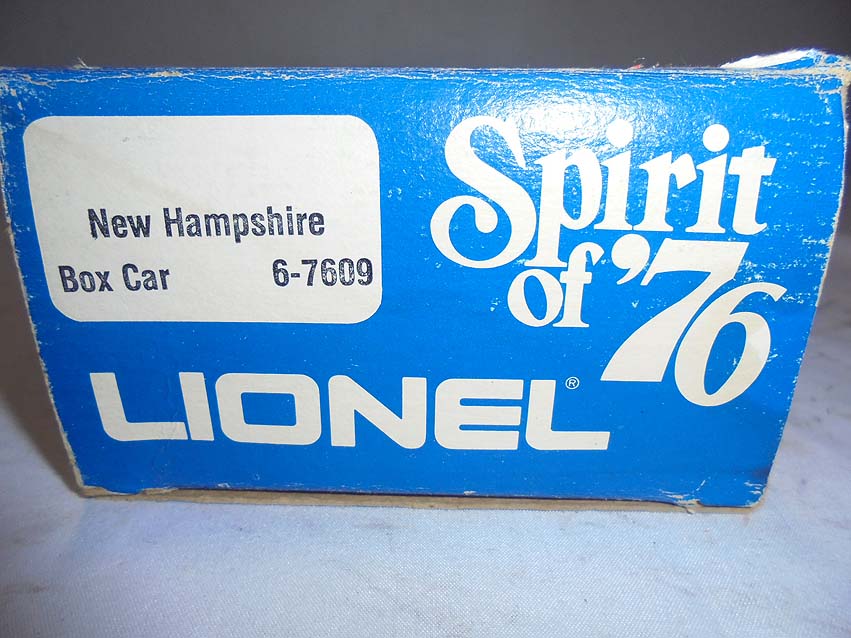 New Hampshire
Box Car 6-7609
Spirit
of '76
LIONEL®